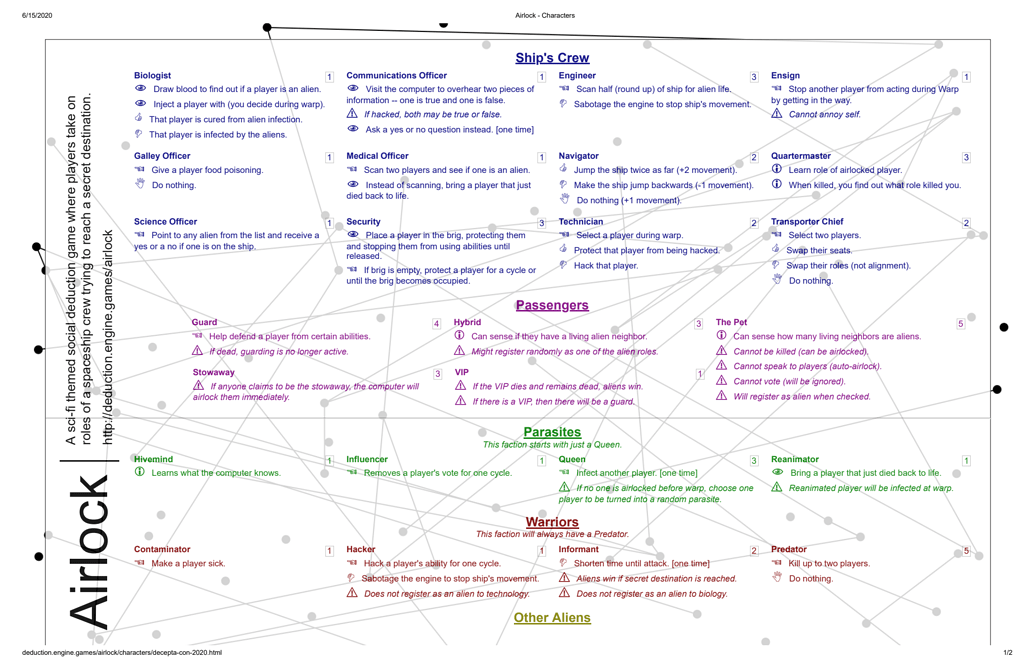 6/15/2020
Airlock - Characters
Airlock
A sci-fi themed social deduction game where players take on
roles of a spaceship crew trying to reach a secret destination.
http://deduction.engine.games/airlock
Ship's Crew
Biologist 1
Draw blood to find out if a player is an alien.
Inject a player with (you decide during warp).
That player is cured from alien infection.
That player is infected by the aliens.
Communications Officer 1
Visit the computer to overhear two pieces of
information -- one is true and one is false.
If hacked, both may be true or false.
Ask a yes or no question instead. [one time]
Engineer 3
Scan half (round up) of ship for alien life.
Sabotage the engine to stop ship's movement.
Ensign 1
Stop another player from acting during Warp
by getting in the way.
Cannot annoy self.
Galley Officer 1
Give a player food poisoning.
Do nothing.
Medical Officer 1
Scan two players and see if one is an alien.
Instead of scanning, bring a player that just
died back to life.
Navigator 2
Jump the ship twice as far (+2 movement).
Make the ship jump backwards (-1 movement).
Do nothing (+1 movement).
Quartermaster 3
Learn role of airlocked player.
When killed, you find out what role killed you.
Science Officer 1
Point to any alien from the list and receive a
yes or a no if one is on the ship.
Security 3
Place a player in the brig, protecting them
and stopping them from using abilities until
released.
If brig is empty, protect a player for a cycle or
until the brig becomes occupied.
Technician 2
Select a player during warp.
Protect that player from being hacked.
Hack that player.
Transporter Chief 2
Select two players.
Swap their seats.
Swap their roles (not alignment).
Do nothing.
Passengers
Guard 4
Help defend a player from certain abilities.
If dead, guarding is no longer active.
Hybrid 3
Can sense if they have a living alien neighbor.
Might register randomly as one of the alien roles.
The Pet 5
Can sense how many living neighbors are aliens.
Cannot be killed (can be airlocked).
Cannot speak to players (auto-airlock).
Cannot vote (will be ignored).
Will register as alien when checked.
Stowaway 3
If anyone claims to be the stowaway, the computer will
airlock them immediately.
VIP 1
If the VIP dies and remains dead, aliens win.
If there is a VIP, then there will be a guard.
Parasites
This faction starts with just a Queen.
Hivemind 1
Learns what the computer knows.
Influencer 1
Removes a player's vote for one cycle.
Queen 3
Infect another player. [one time]
If no one is airlocked before warp, choose one
player to be turned into a random parasite.
Reanimator 1
Bring a player that just died back to life.
Reanimated player will be infected at warp.
Warriors
This faction will always have a Predator.
Contaminator 1
Make a player sick.
Hacker 1
Hack a player's ability for one cycle.
Sabotage the engine to stop ship's movement.
Does not register as an alien to technology.
Informant 2
Shorten time until attack. [one time]
Aliens win if secret destination is reached.
Does not register as an alien to biology.
Predator 5
Kill up to two players.
Do nothing.
Other Aliens
deduction.engine.games/airlock/characters/decepta-con-2020.html
1/2